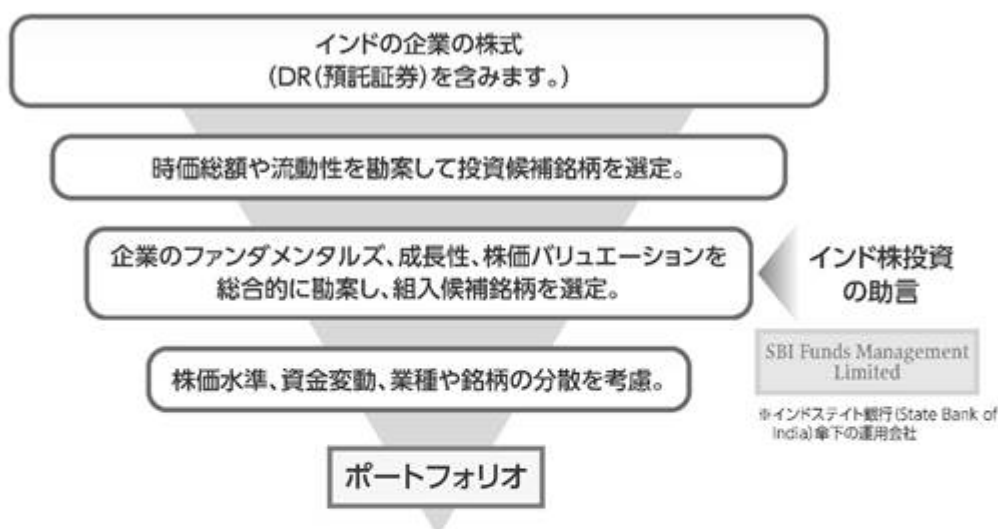 インドの企業の株式
(DR(預託証券)を含みます。)
時価総額や流動性を勘案して投資候補銘柄を選定。
企業のファンダメンタルズ、成長性、株価バリュエーションを
総合的に勘案し、組入候補銘柄を選定。
インド株投資
の助言
SBI Funds Management
Limited
※インドステイト銀行(State Bank of
India)傘下の運用会社
株価水準、資金変動、業種や銘柄の分散を考慮。
ポートフォリオ